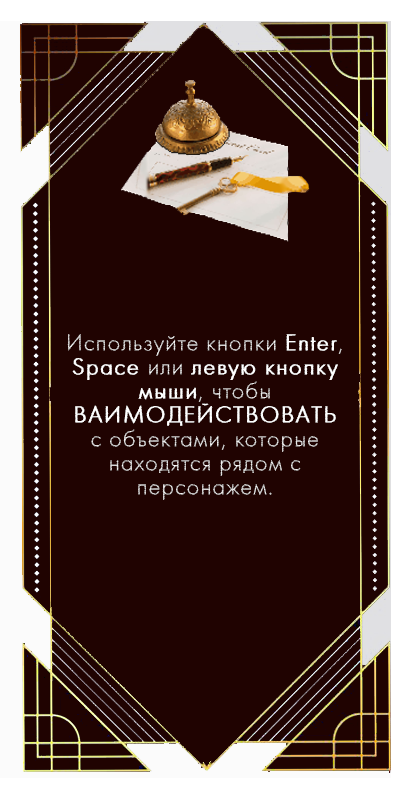 Используйте кнопки Enter,
Space или левую кнопку
мыши, чтобы
ВАИМОДЕЙСТВОВАТЬ
с объектами, которые
находятся рядом с
персонажем.